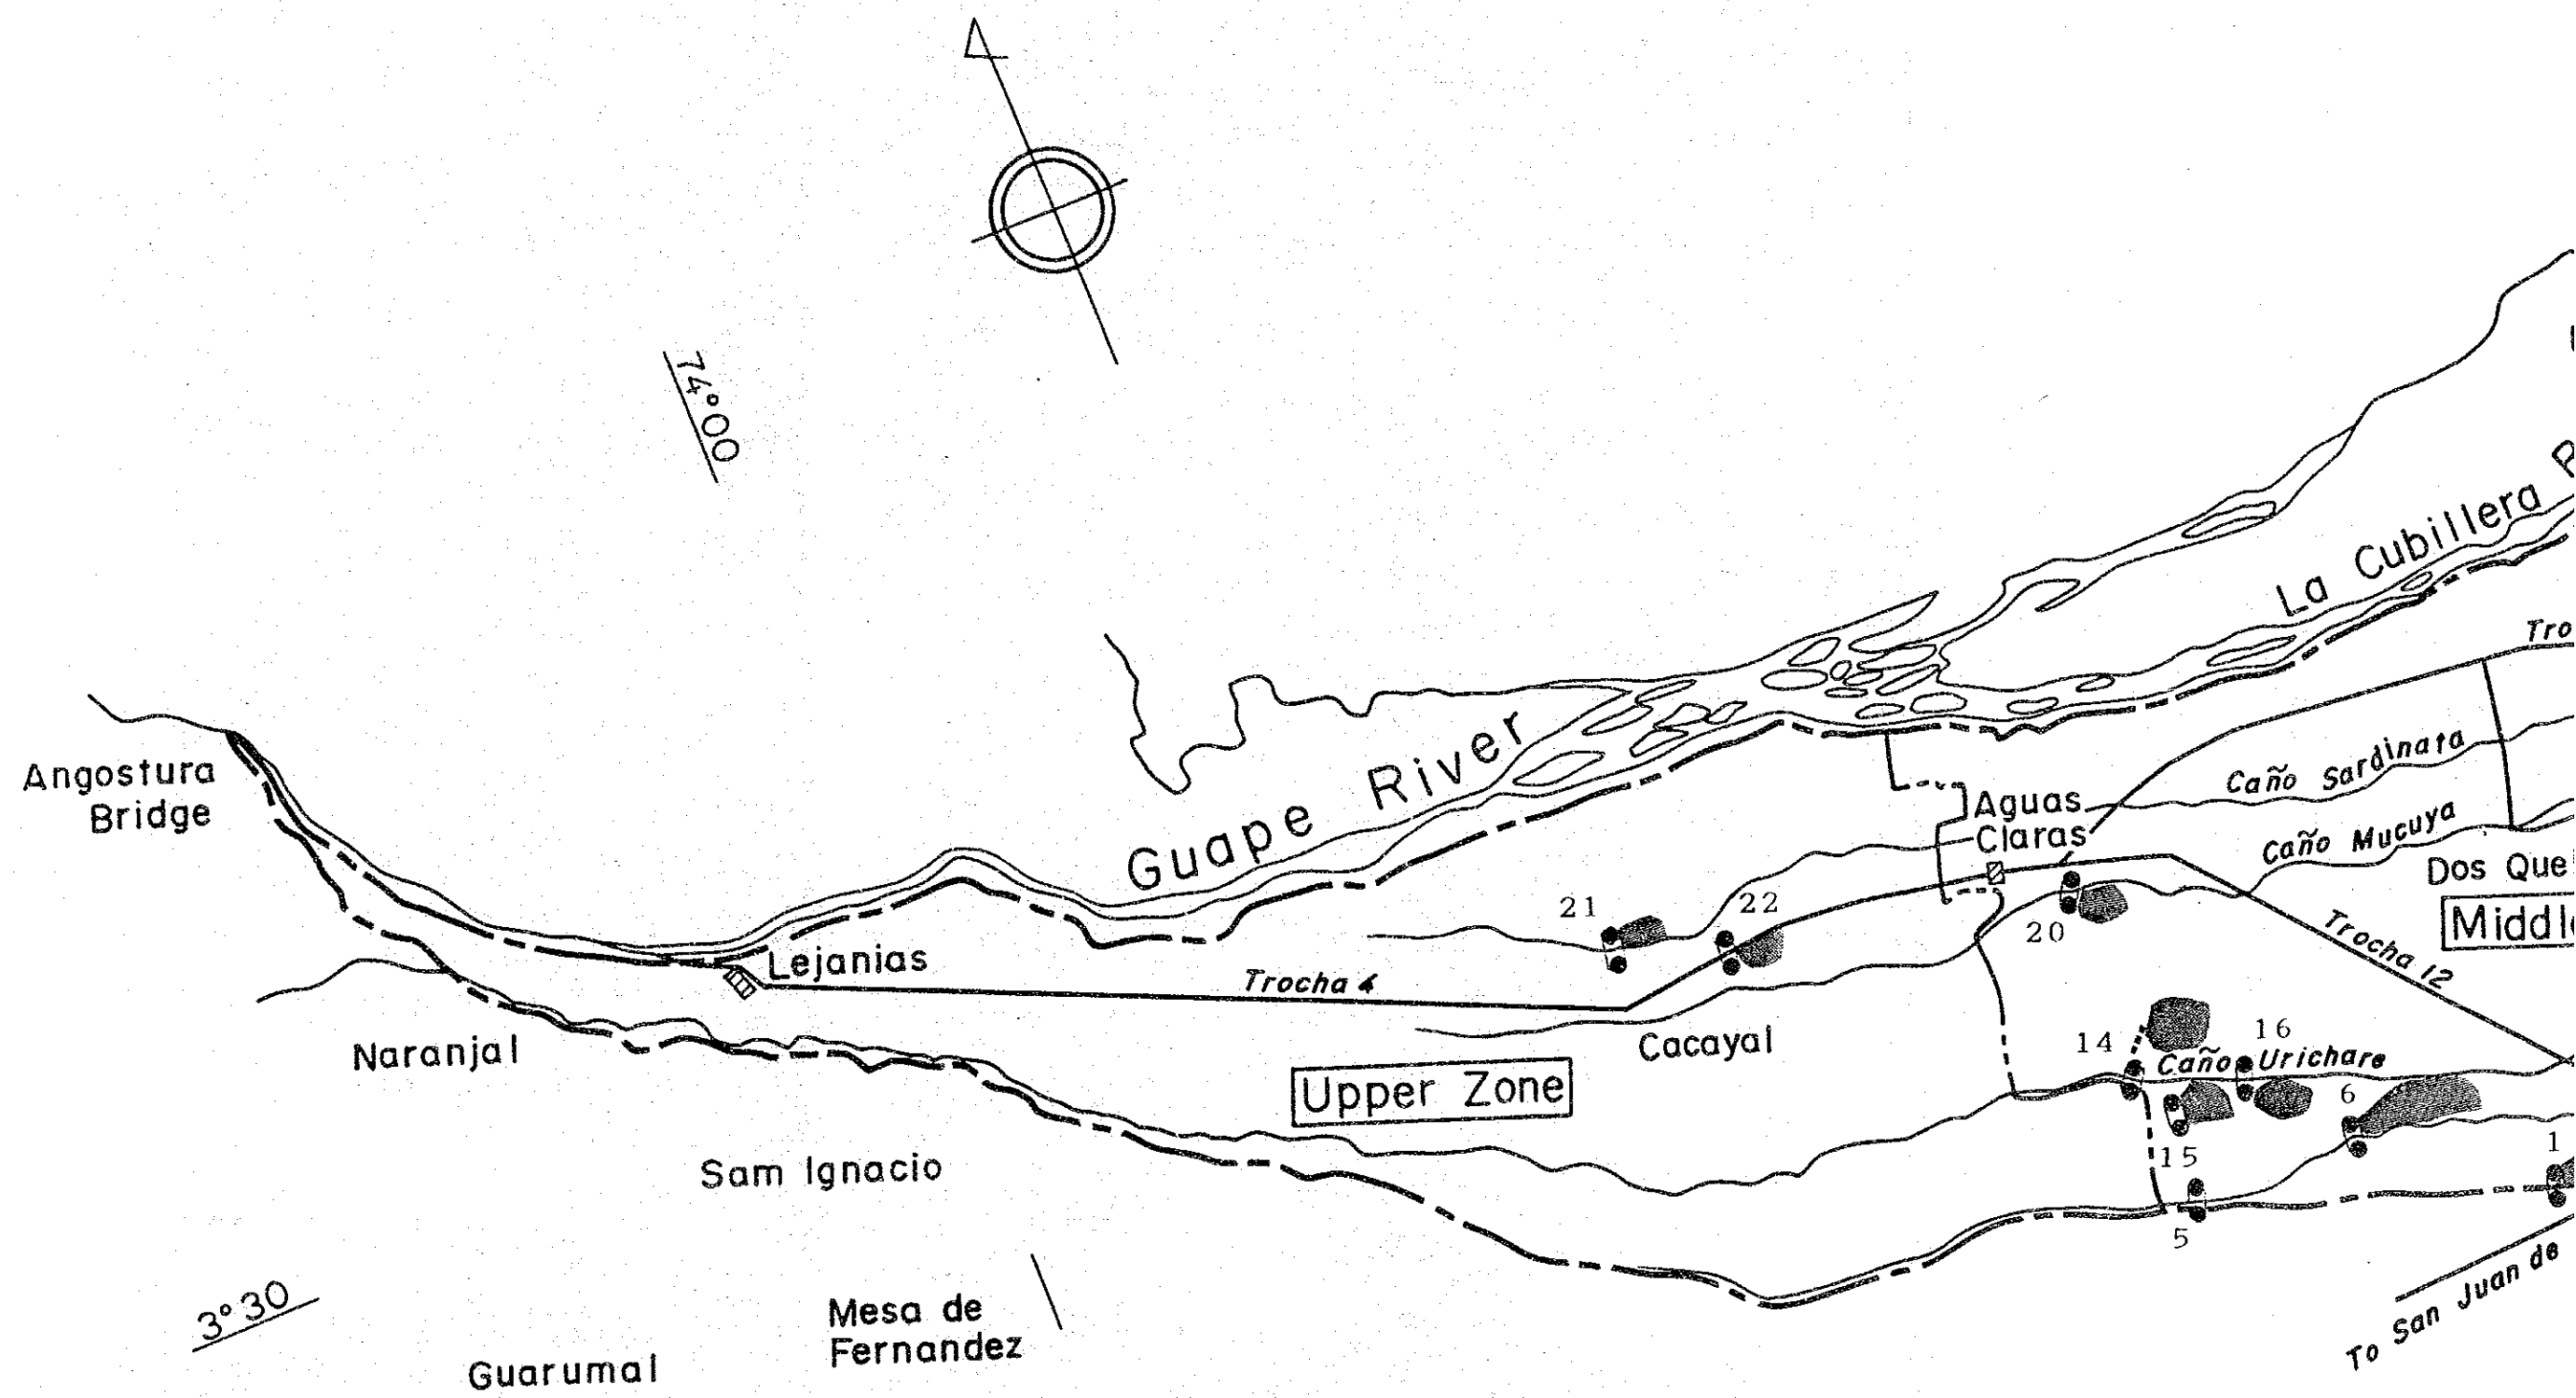 74°00
La Cubillera
Tro
Guape River
Angostura
Bridge
Caño Sardinata
Aguas
Claras
Caño Mucuya
Dos Que
Middle
21
22
20
Lejanias
Trocha 4
Trocha 12
Naranjal
Cacayal
14
16
Caño Urichare
Upper Zone
6
15
1
Sam Ignacio
5
3°30
Mesa de
Fernandez
To San Juan de
Guarumal